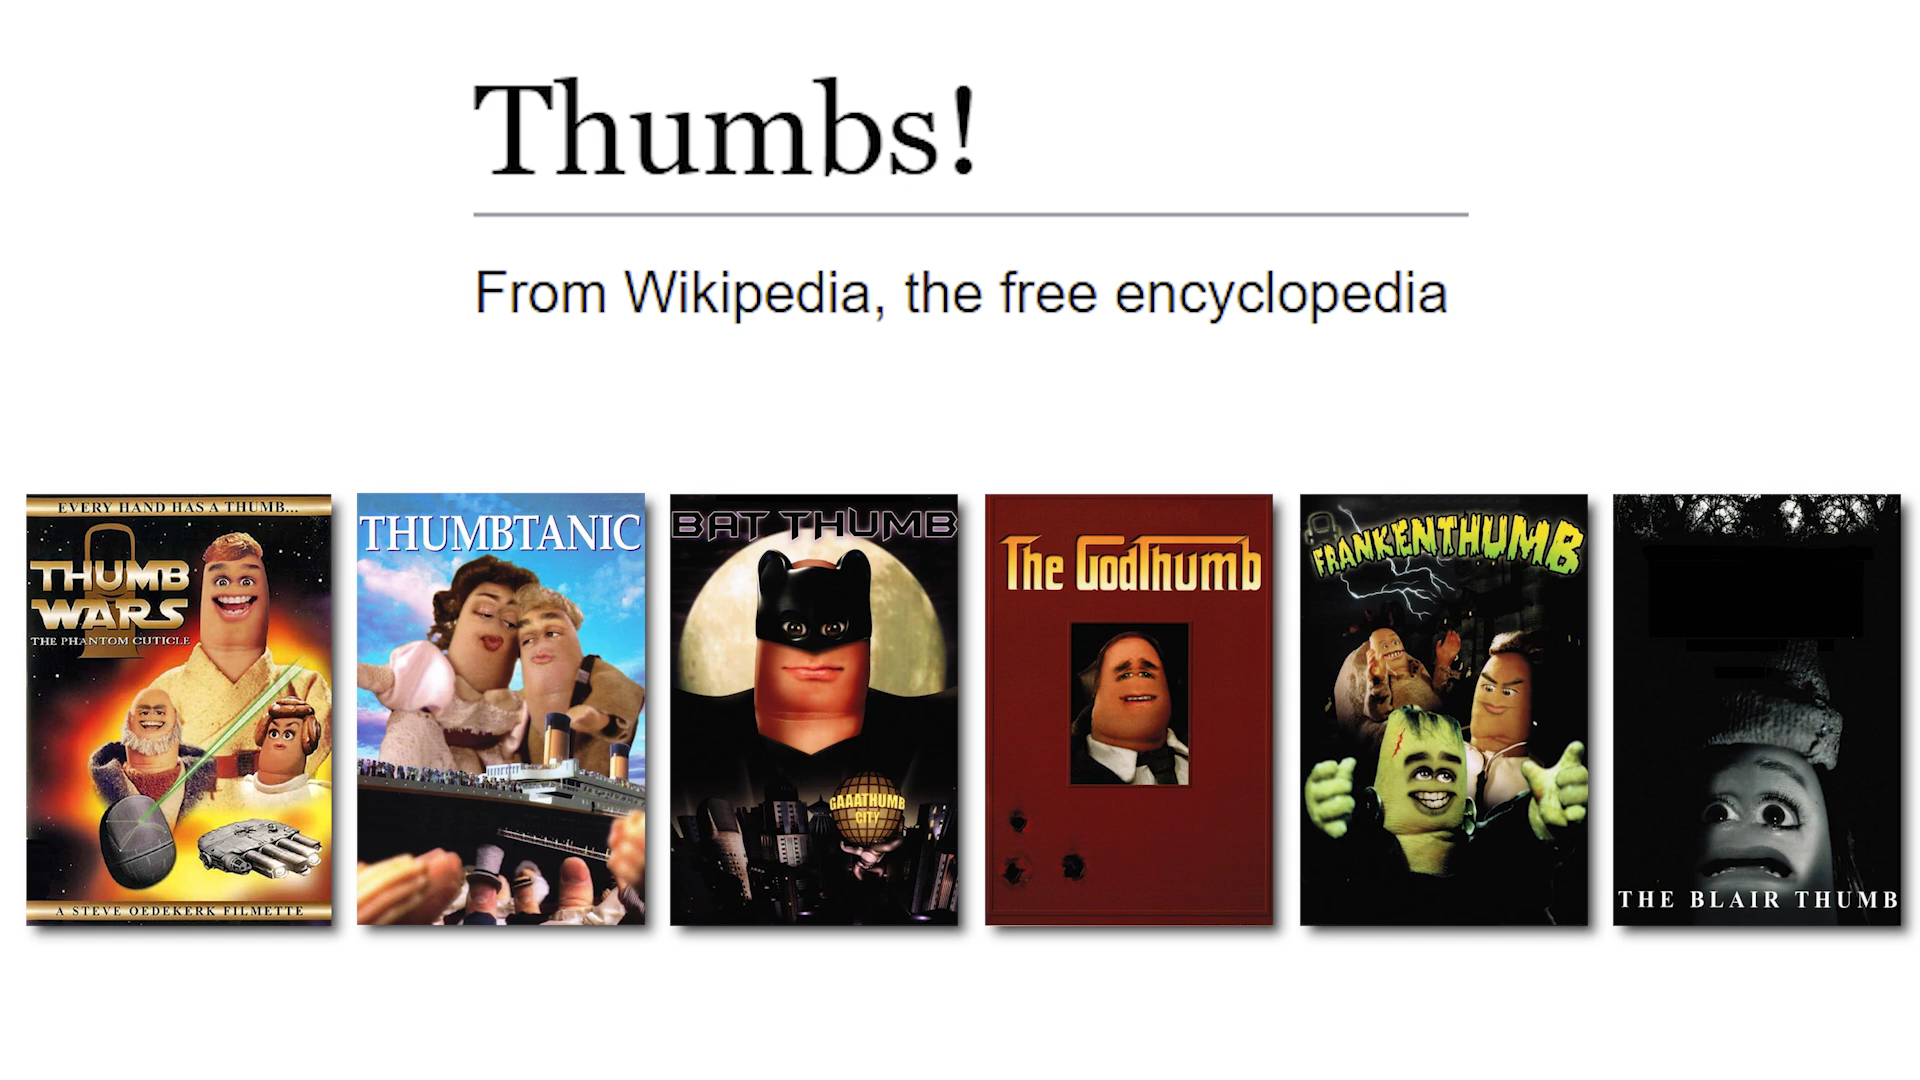 Thumbs!
From Wikipedia, the free encyclopedia
EVERY HAND HAS A THUMB...
THUMB
WARS
THE PHANTOM CUTICLE
A STEVE OEDEKERK FILMETTE
THUMBTANIC
BAT THUMB
GAAATHUMB
CITY
The GodThumb
FRANKENTHUMB
THE BLAIR THUMB